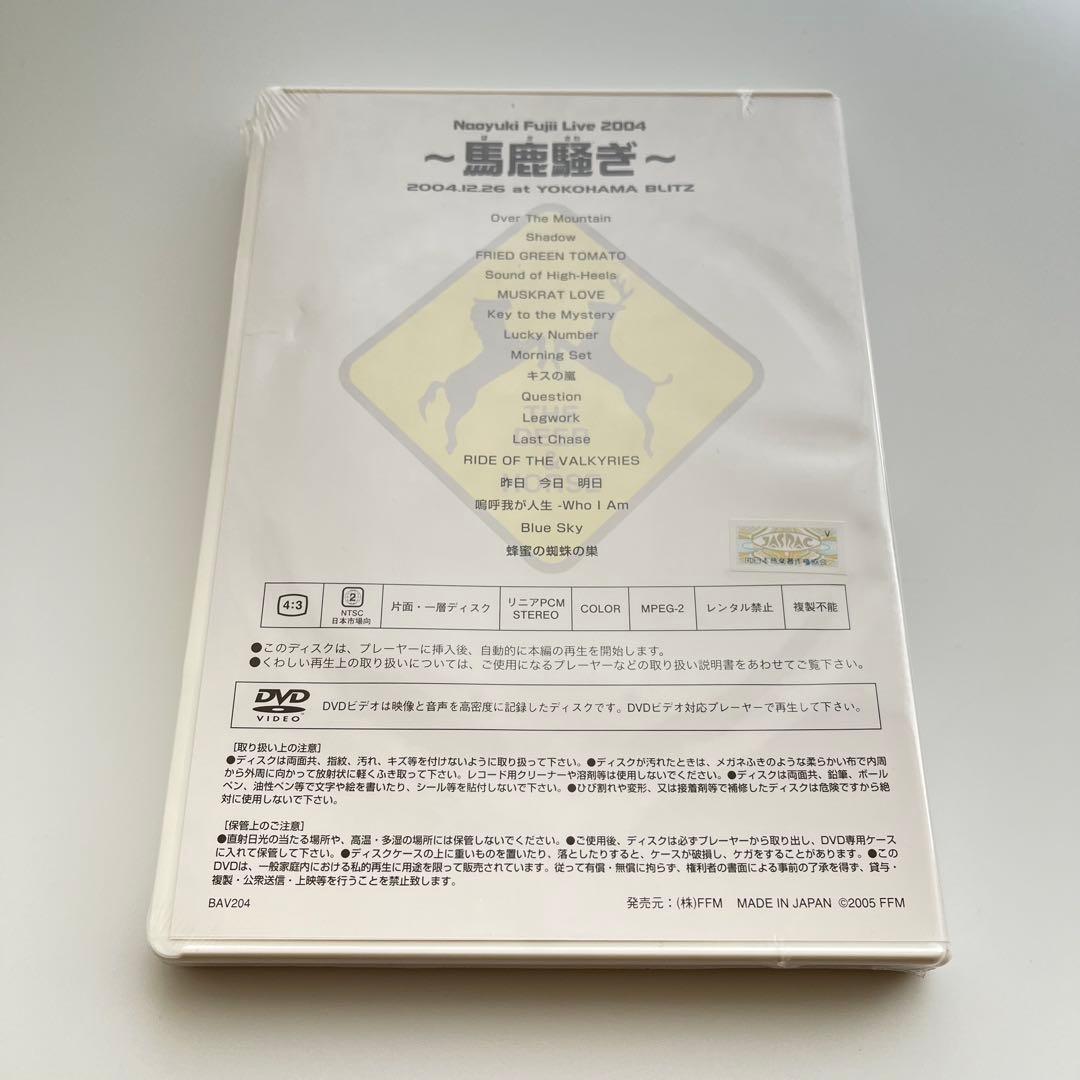 Naoyuki Fujii Live 2004
ばかさわ
～馬鹿騒ぎ～
2004.12.26 at YOKOHAMA BLITZ
Over The Mountain
Shadow
FRIED GREEN TOMATO
Sound of High-Heels
MUSKRAT LOVE
Key to the Mystery
Lucky Number
Morning Set
キスの嵐
Question
Legwork
Last Chase
RIDE OF THE VALKYRIES
昨日 今日 明日
嗚呼我が人生 -Who I Am
Blue Sky
蜂蜜の蜘蛛の巣
THE
DEER
&
HORSE
V
JASRAC
4:3
2
NTSC
日本市場向
片面・一層ディスク
リニアPCM
STEREO
COLOR
MPEG-2
レンタル禁止
複製不能
●このディスクは、プレーヤーに挿入後、自動的に本編の再生を開始します。
●くわしい再生上の取り扱いについては、ご使用になるプレーヤーなどの取り扱い説明書をあわせてご覧下さい。
DVD
VIDEO
DVDビデオは映像と音声を高密度に記録したディスクです。DVDビデオ対応プレーヤーで再生して下さい。
［取り扱い上の注意］
●ディスクは両面共、指紋、汚れ、キズ等を付けないように取り扱って下さい。●ディスクが汚れたときは、メガネふきのような柔らかい布で内周
から外周に向かって放射状に軽くふき取って下さい。レコード用クリーナーや溶剤等は使用しないでください。●ディスクは両面共、鉛筆、ボール
ペン、油性ペン等で文字や絵を書いたり、シール等を貼付しないで下さい。●ひび割れや変形、又は接着剤等で補修したディスクは危険ですから絶
対に使用しないで下さい。
［保管上のご注意］
●直射日光の当たる場所や、高温・多湿の場所には保管しないでください。●ご使用後、ディスクは必ずプレーヤーから取り出し、DVD専用ケース
に入れて保管して下さい。●ディスクケースの上に重いものを置いたり、落としたりすると、ケースが破損し、ケガをすることがあります。●この
DVDは、一般家庭内における私的再生に用途を限って販売されています。従って有償・無償に拘らず、権利者の書面による事前の了承を得ず、貸与・
複製・公衆送信・上映等を行うことを禁止致します。
BAV204
発売元：(株)FFM MADE IN JAPAN ©2005 FFM